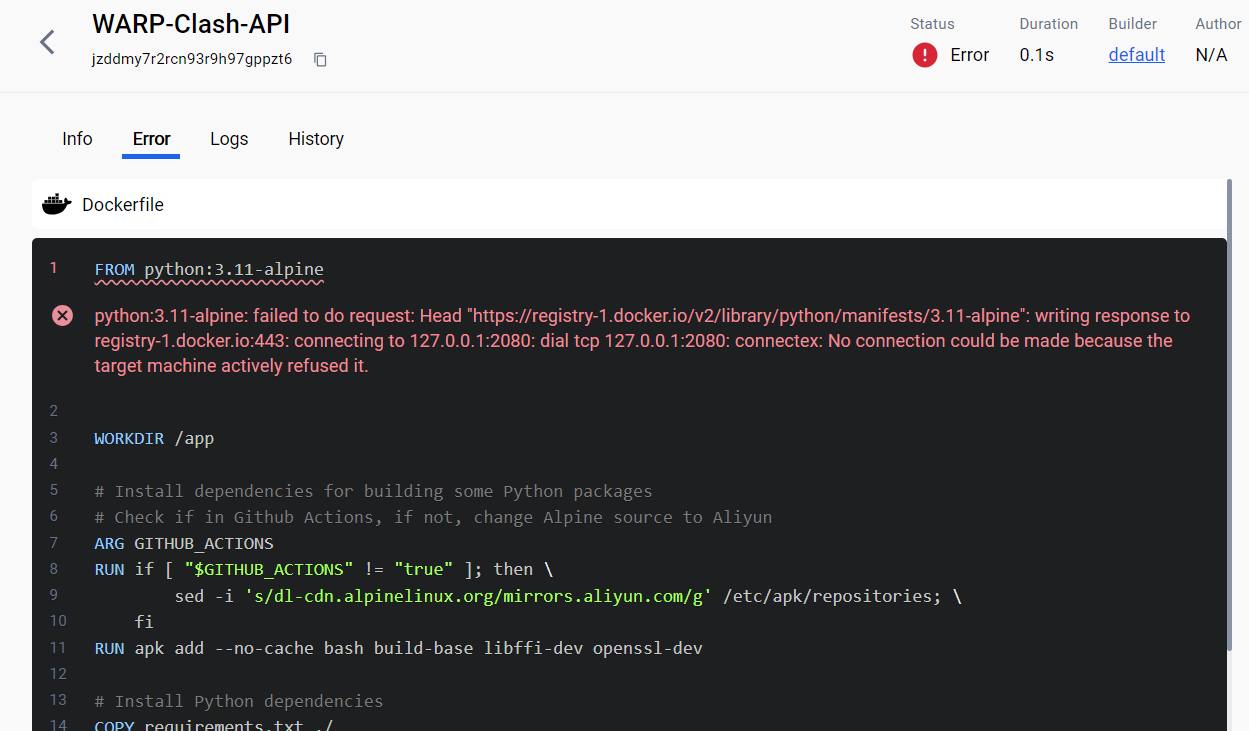 WARP-Clash-API
jzddmy7r2rcn93r9h97gppzt6
Status Duration Builder Author
Error 0.1s default N/A
Info Error Logs History
Dockerfile
1 FROM python:3.11-alpine
python:3.11-alpine: failed to do request: Head "https://registry-1.docker.io/v2/library/python/manifests/3.11-alpine": writing response to
registry-1.docker.io:443: connecting to 127.0.0.1:2080: dial tcp 127.0.0.1:2080: connectex: No connection could be made because the
target machine actively refused it.
2
3 WORKDIR /app
4
5 # Install dependencies for building some Python packages
6 # Check if in Github Actions, if not, change Alpine source to Aliyun
7 ARG GITHUB_ACTIONS
8 RUN if [ "$GITHUB_ACTIONS" != "true" ]; then \
9 sed -i 's/dl-cdn.alpinelinux.org/mirrors.aliyun.com/g' /etc/apk/repositories; \
10 fi
11 RUN apk add --no-cache bash build-base libffi-dev openssl-dev
12
13 # Install Python dependencies
14 COPY requirements.txt ./